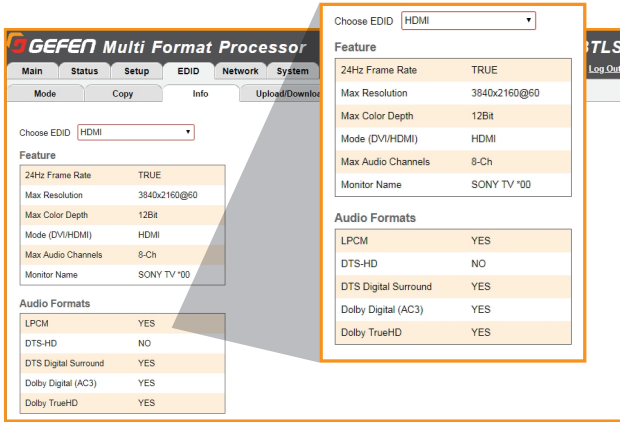 GEFEN Multi Format Processor
Main Status Setup EDID Network System
Log Out
Mode Copy Info
Choose EDID HDMI
Feature
24Hz Frame Rate TRUE
Max Resolution 3840x2160@60
Max Color Depth 12Bit
Mode (DVI/HDMI) HDMI
Max Audio Channels 8-Ch
Monitor Name SONY TV *00
Audio Formats
LPCM YES
DTS-HD NO
DTS Digital Surround YES
Dolby Digital (AC3) YES
Dolby TrueHD YES
Choose EDID HDMI
Feature
24Hz Frame Rate TRUE
Max Resolution 3840x2160@60
Max Color Depth 12Bit
Mode (DVI/HDMI) HDMI
Max Audio Channels 8-Ch
Monitor Name SONY TV *00
Audio Formats
LPCM YES
DTS-HD NO
DTS Digital Surround YES
Dolby Digital (AC3) YES
Dolby TrueHD YES